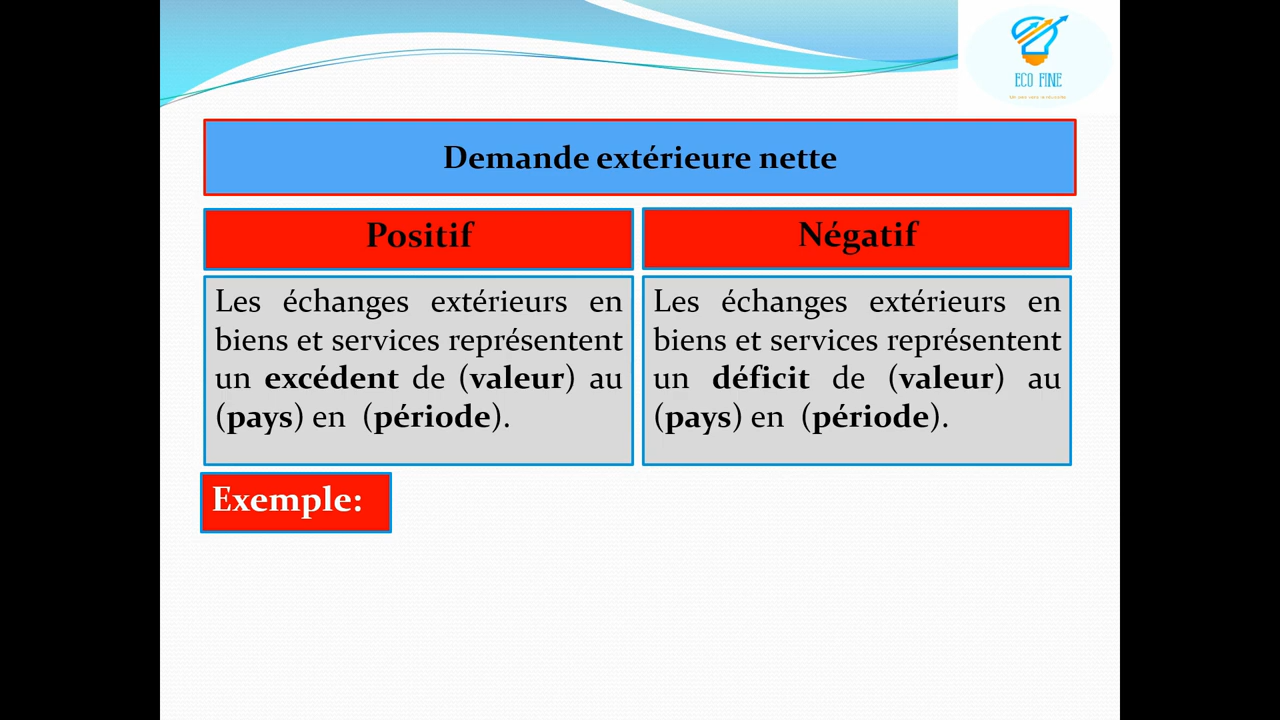 ECO FINE
Demande extérieure nette
Positif
Les échanges extérieurs en
biens et services représentent
un excédent de (valeur) au
(pays) en (période).
Négatif
Les échanges extérieurs en
biens et services représentent
un déficit de (valeur) au
(pays) en (période).
Exemple: